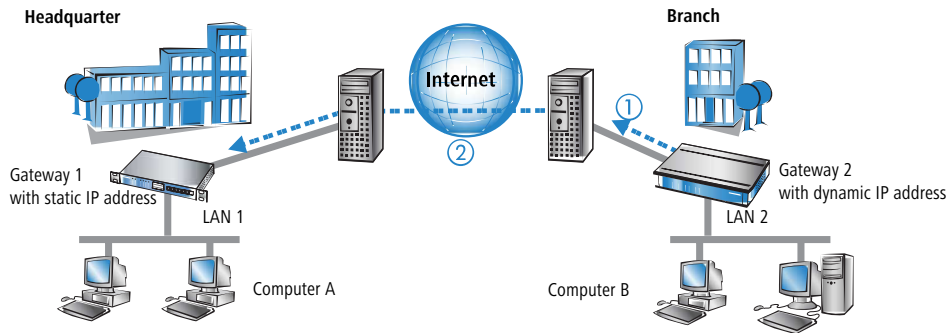 Headquarter
Branch
Internet
①
②
Gateway 1
with static IP address
Gateway 2
with dynamic IP address
LAN 1
LAN 2
Computer A
Computer B